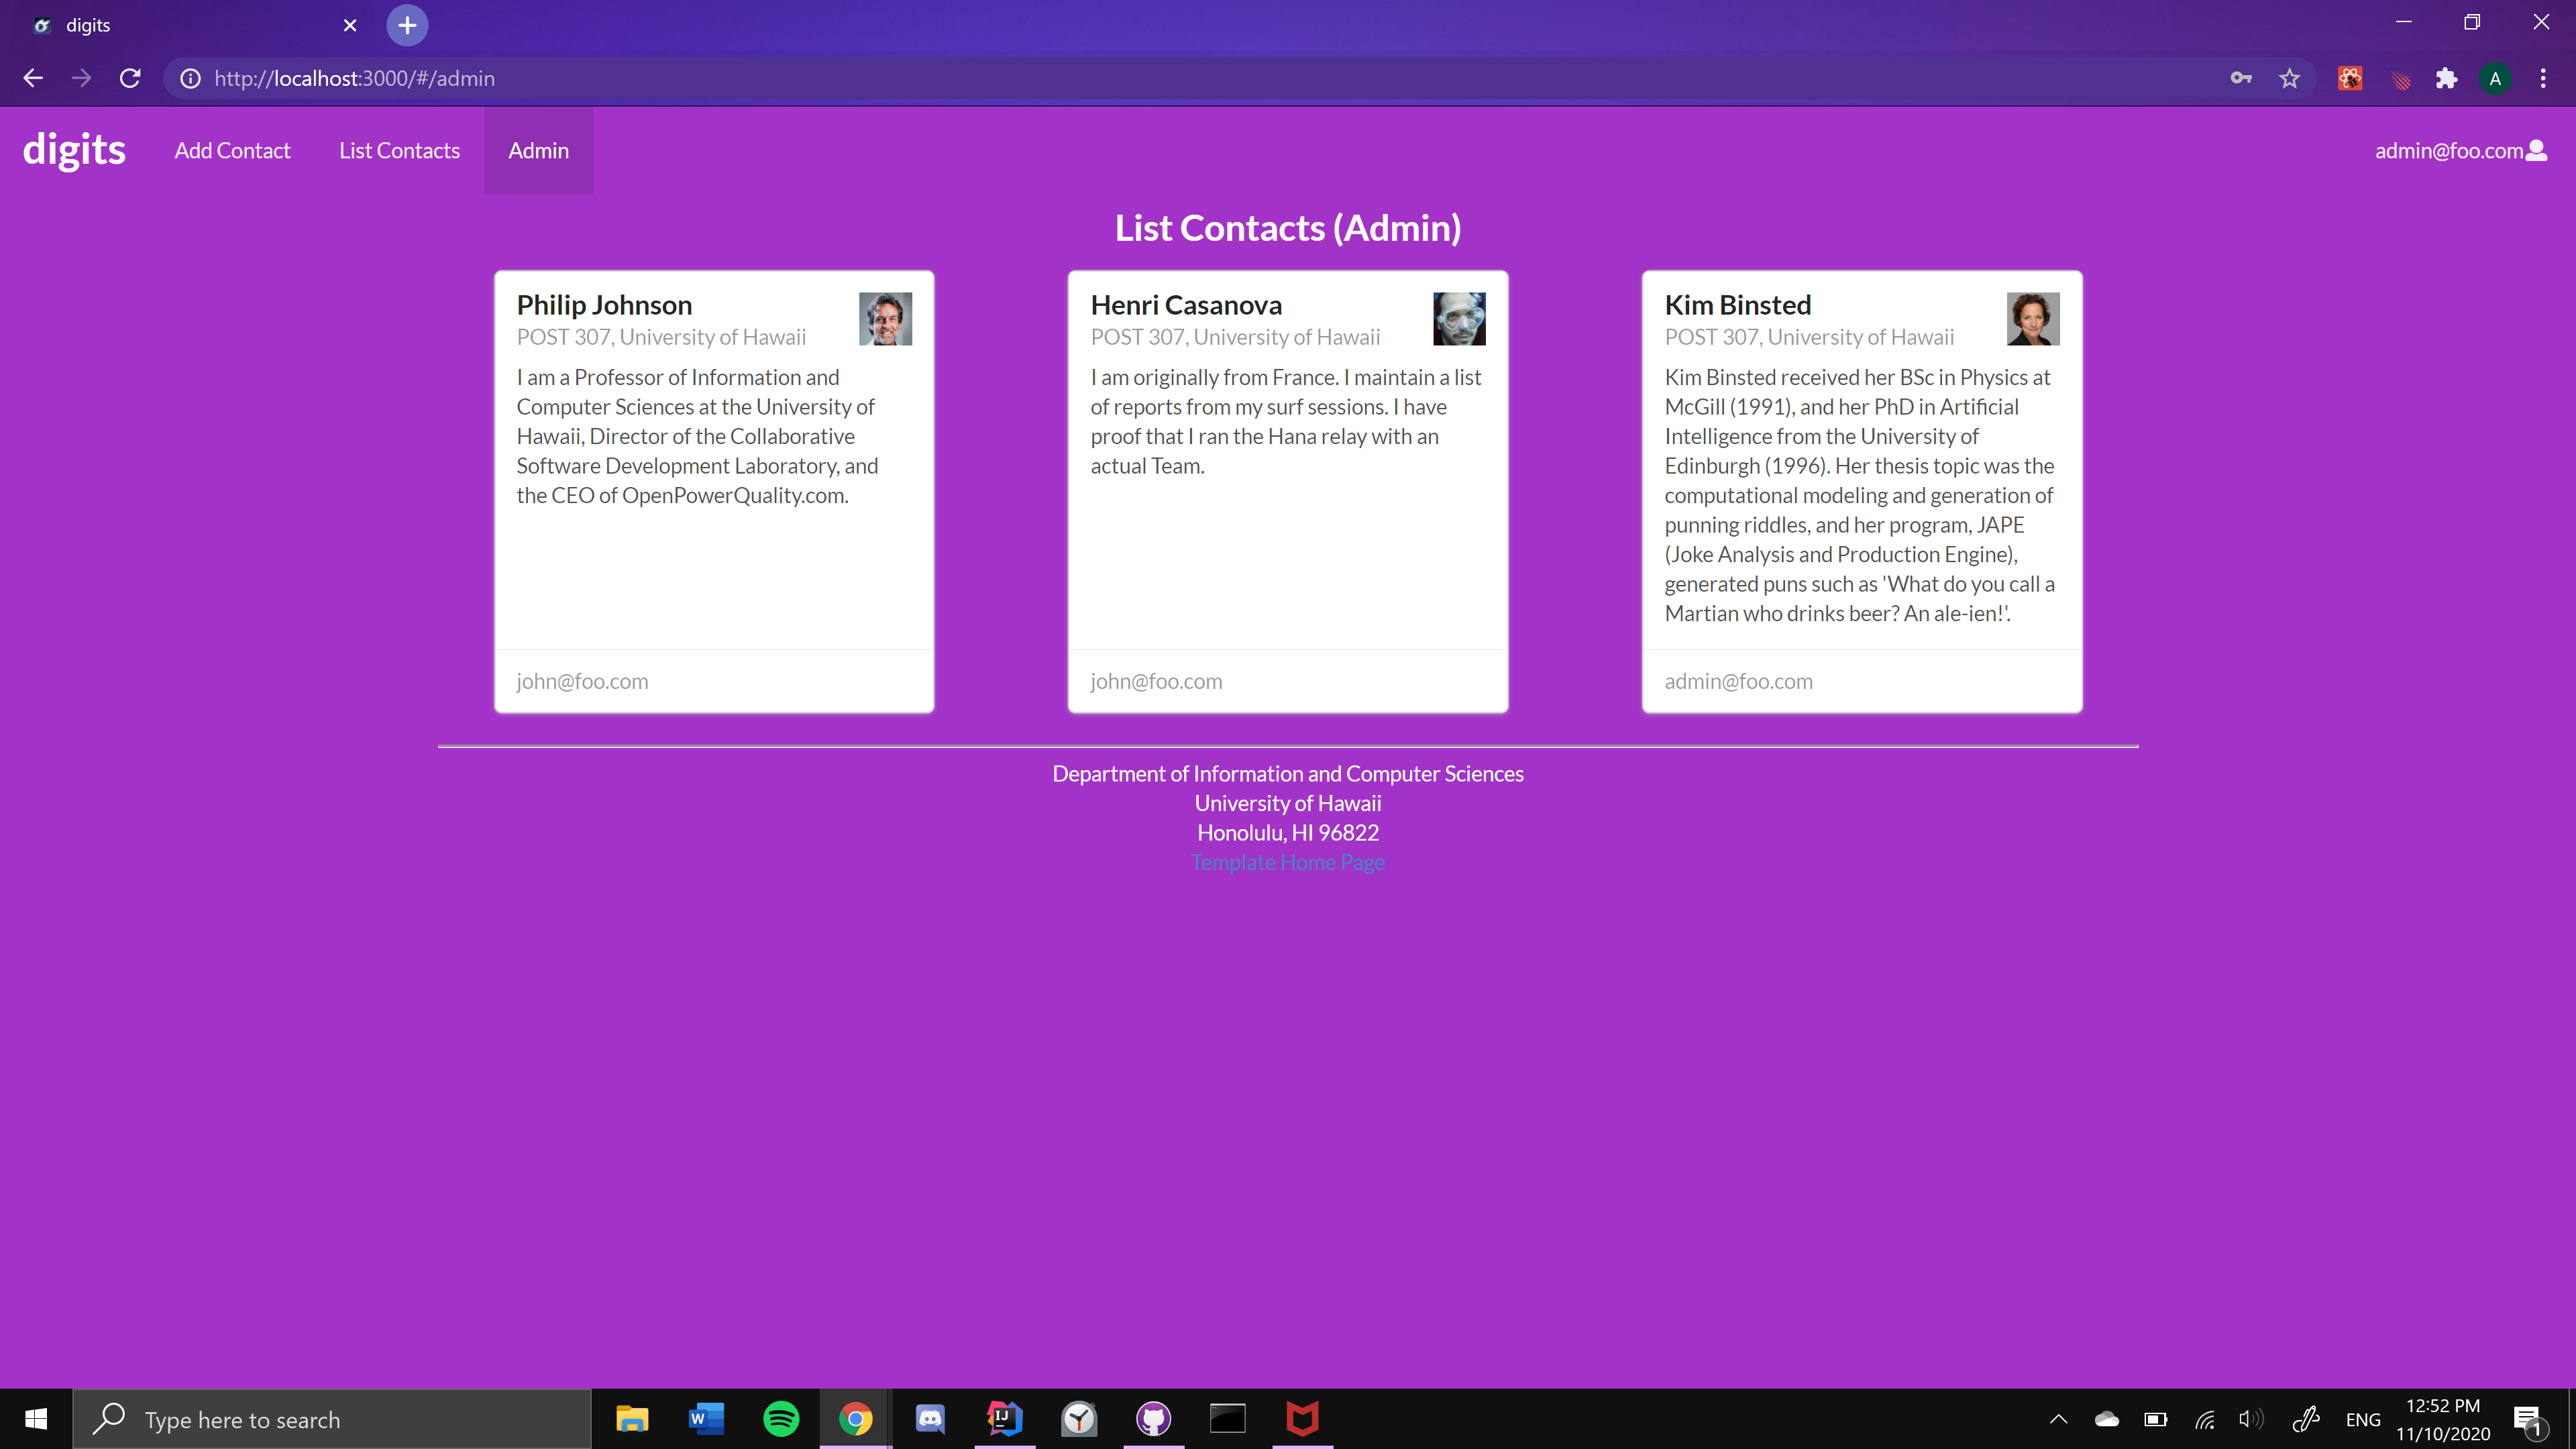 digits
http://localhost:3000/#/admin
A
digits
Add Contact
List Contacts
Admin
admin@foo.com
List Contacts (Admin)
Philip Johnson
POST 307, University of Hawaii
I am a Professor of Information and
Computer Sciences at the University of
Hawaii, Director of the Collaborative
Software Development Laboratory, and
the CEO of OpenPowerQuality.com.
john@foo.com
Henri Casanova
POST 307, University of Hawaii
I am originally from France. I maintain a list
of reports from my surf sessions. I have
proof that I ran the Hana relay with an
actual Team.
john@foo.com
Kim Binsted
POST 307, University of Hawaii
Kim Binsted received her BSc in Physics at
McGill (1991), and her PhD in Artificial
Intelligence from the University of
Edinburgh (1996). Her thesis topic was the
computational modeling and generation of
punning riddles, and her program, JAPE
(Joke Analysis and Production Engine),
generated puns such as 'What do you call a
Martian who drinks beer? An ale-ien!'.
admin@foo.com
Department of Information and Computer Sciences
University of Hawaii
Honolulu, HI 96822
Template Home Page
Type here to search
W
IJ
ENG
12:52 PM
11/10/2020
1